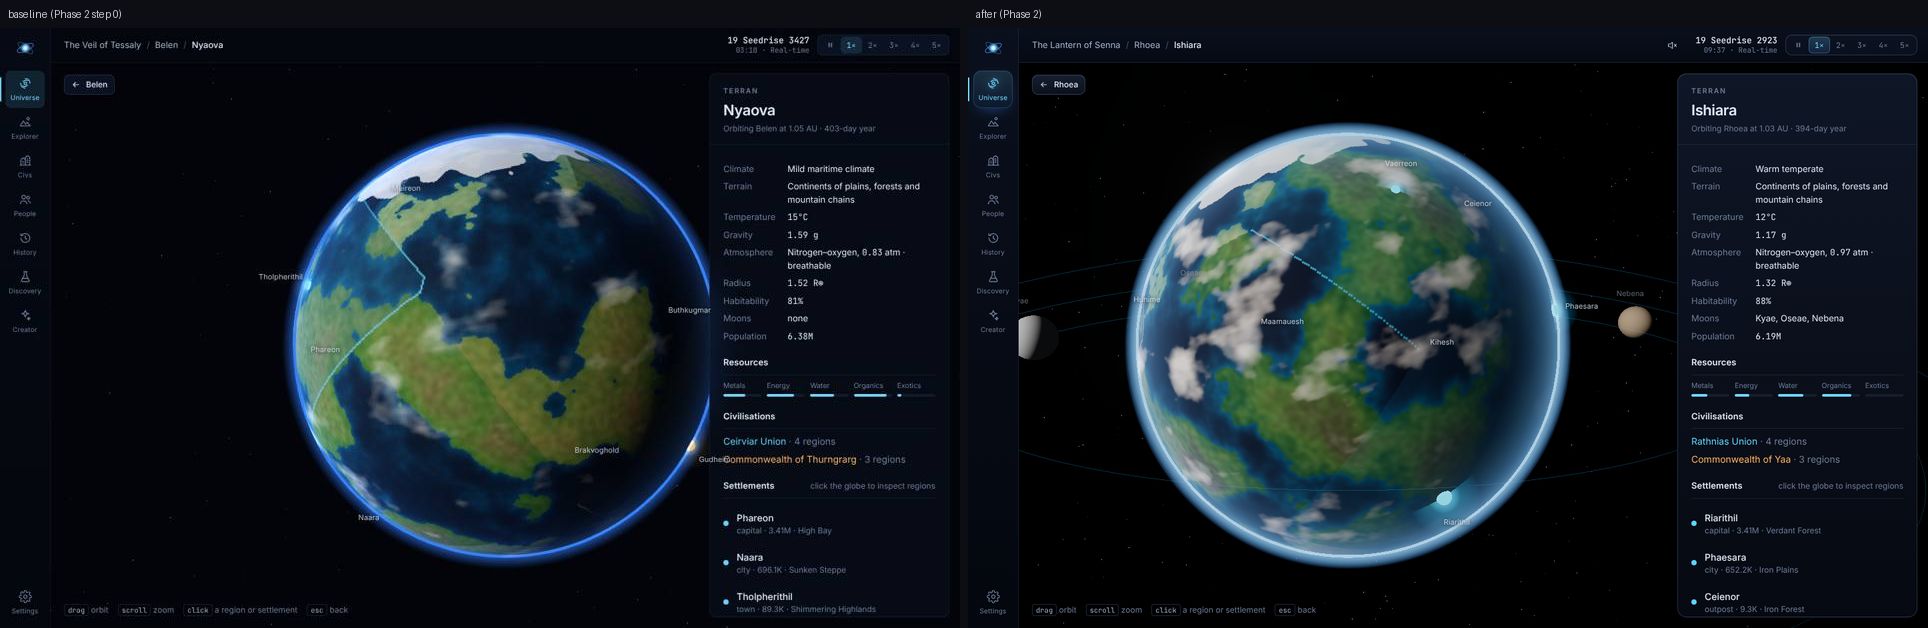 baseline (Phase 2 step 0)
The Veil of Tessaly / Belen / Nyaova
19 Seedrise 3427
03:10 · Real-time
1× 2× 3× 4× 5×
Universe
Explorer
Civs
People
History
Discovery
Creator
Settings
← Belen
Meireon
Tholpherithil
Buthkugmar
Phareon
Brakvoghold
Naara
TERRAN
Nyaova
Orbiting Belen at 1.05 AU · 403-day year
Climate Mild maritime climate
Terrain Continents of plains, forests and
mountain chains
Temperature 15°C
Gravity 1.59 g
Atmosphere Nitrogen–oxygen, 0.83 atm ·
breathable
Radius 1.52 R⊕
Habitability 81%
Moons none
Population 6.38M
Resources
Metals Energy Water Organics Exotics
Civilisations
Ceirviar Union · 4 regions
Commonwealth of Thurngrarg · 3 regions
Settlements click the globe to inspect regions
Phareon
capital · 3.41M · High Bay
Naara
city · 696.1K · Sunken Steppe
Tholpherithil
town · 89.3K · Shimmering Highlands
drag orbit scroll zoom click a region or settlement esc back
after (Phase 2)
The Lantern of Senna / Rhoea / Ishiara
19 Seedrise 2923
09:37 · Real-time
1× 2× 3× 4× 5×
Universe
Explorer
Civs
People
History
Discovery
Creator
Settings
← Rhoea
Vaerreon
Ceienor
Phaesara
Nebena
Maamauesh
Kihesh
TERRAN
Ishiara
Orbiting Rhoea at 1.03 AU · 394-day year
Climate Warm temperate
Terrain Continents of plains, forests and
mountain chains
Temperature 12°C
Gravity 1.17 g
Atmosphere Nitrogen–oxygen, 0.97 atm ·
breathable
Radius 1.32 R⊕
Habitability 88%
Moons Kyae, Oseae, Nebena
Population 6.19M
Resources
Metals Energy Water Organics Exotics
Civilisations
Rathnias Union · 4 regions
Commonwealth of Yaa · 3 regions
Settlements click the globe to inspect regions
Riarithil
capital · 3.41M · Verdant Forest
Phaesara
city · 652.2K · Iron Plains
Ceienor
outpost · 9.3K · Iron Forest
drag orbit scroll zoom click a region or settlement esc back